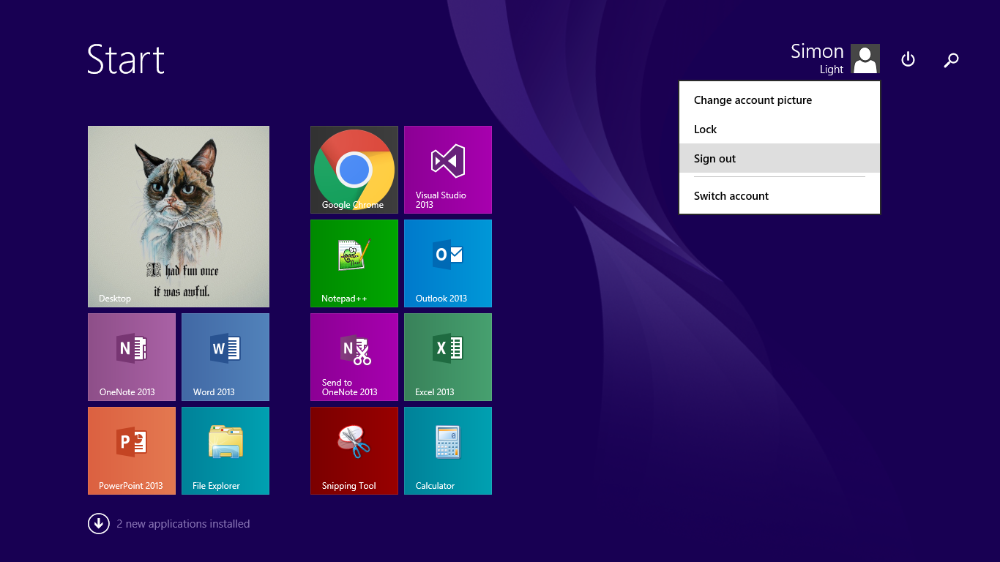 Start
Simon
Light
Change account picture
Lock
Sign out
Switch account
I had fun once
it was awful.
Desktop
Google Chrome
Visual Studio
2013
Notepad++
O
Outlook 2013
N
OneNote 2013
W
Word 2013
N
Send to
OneNote 2013
X
Excel 2013
P
PowerPoint 2013
File Explorer
Snipping Tool
0
Calculator
2 new applications installed